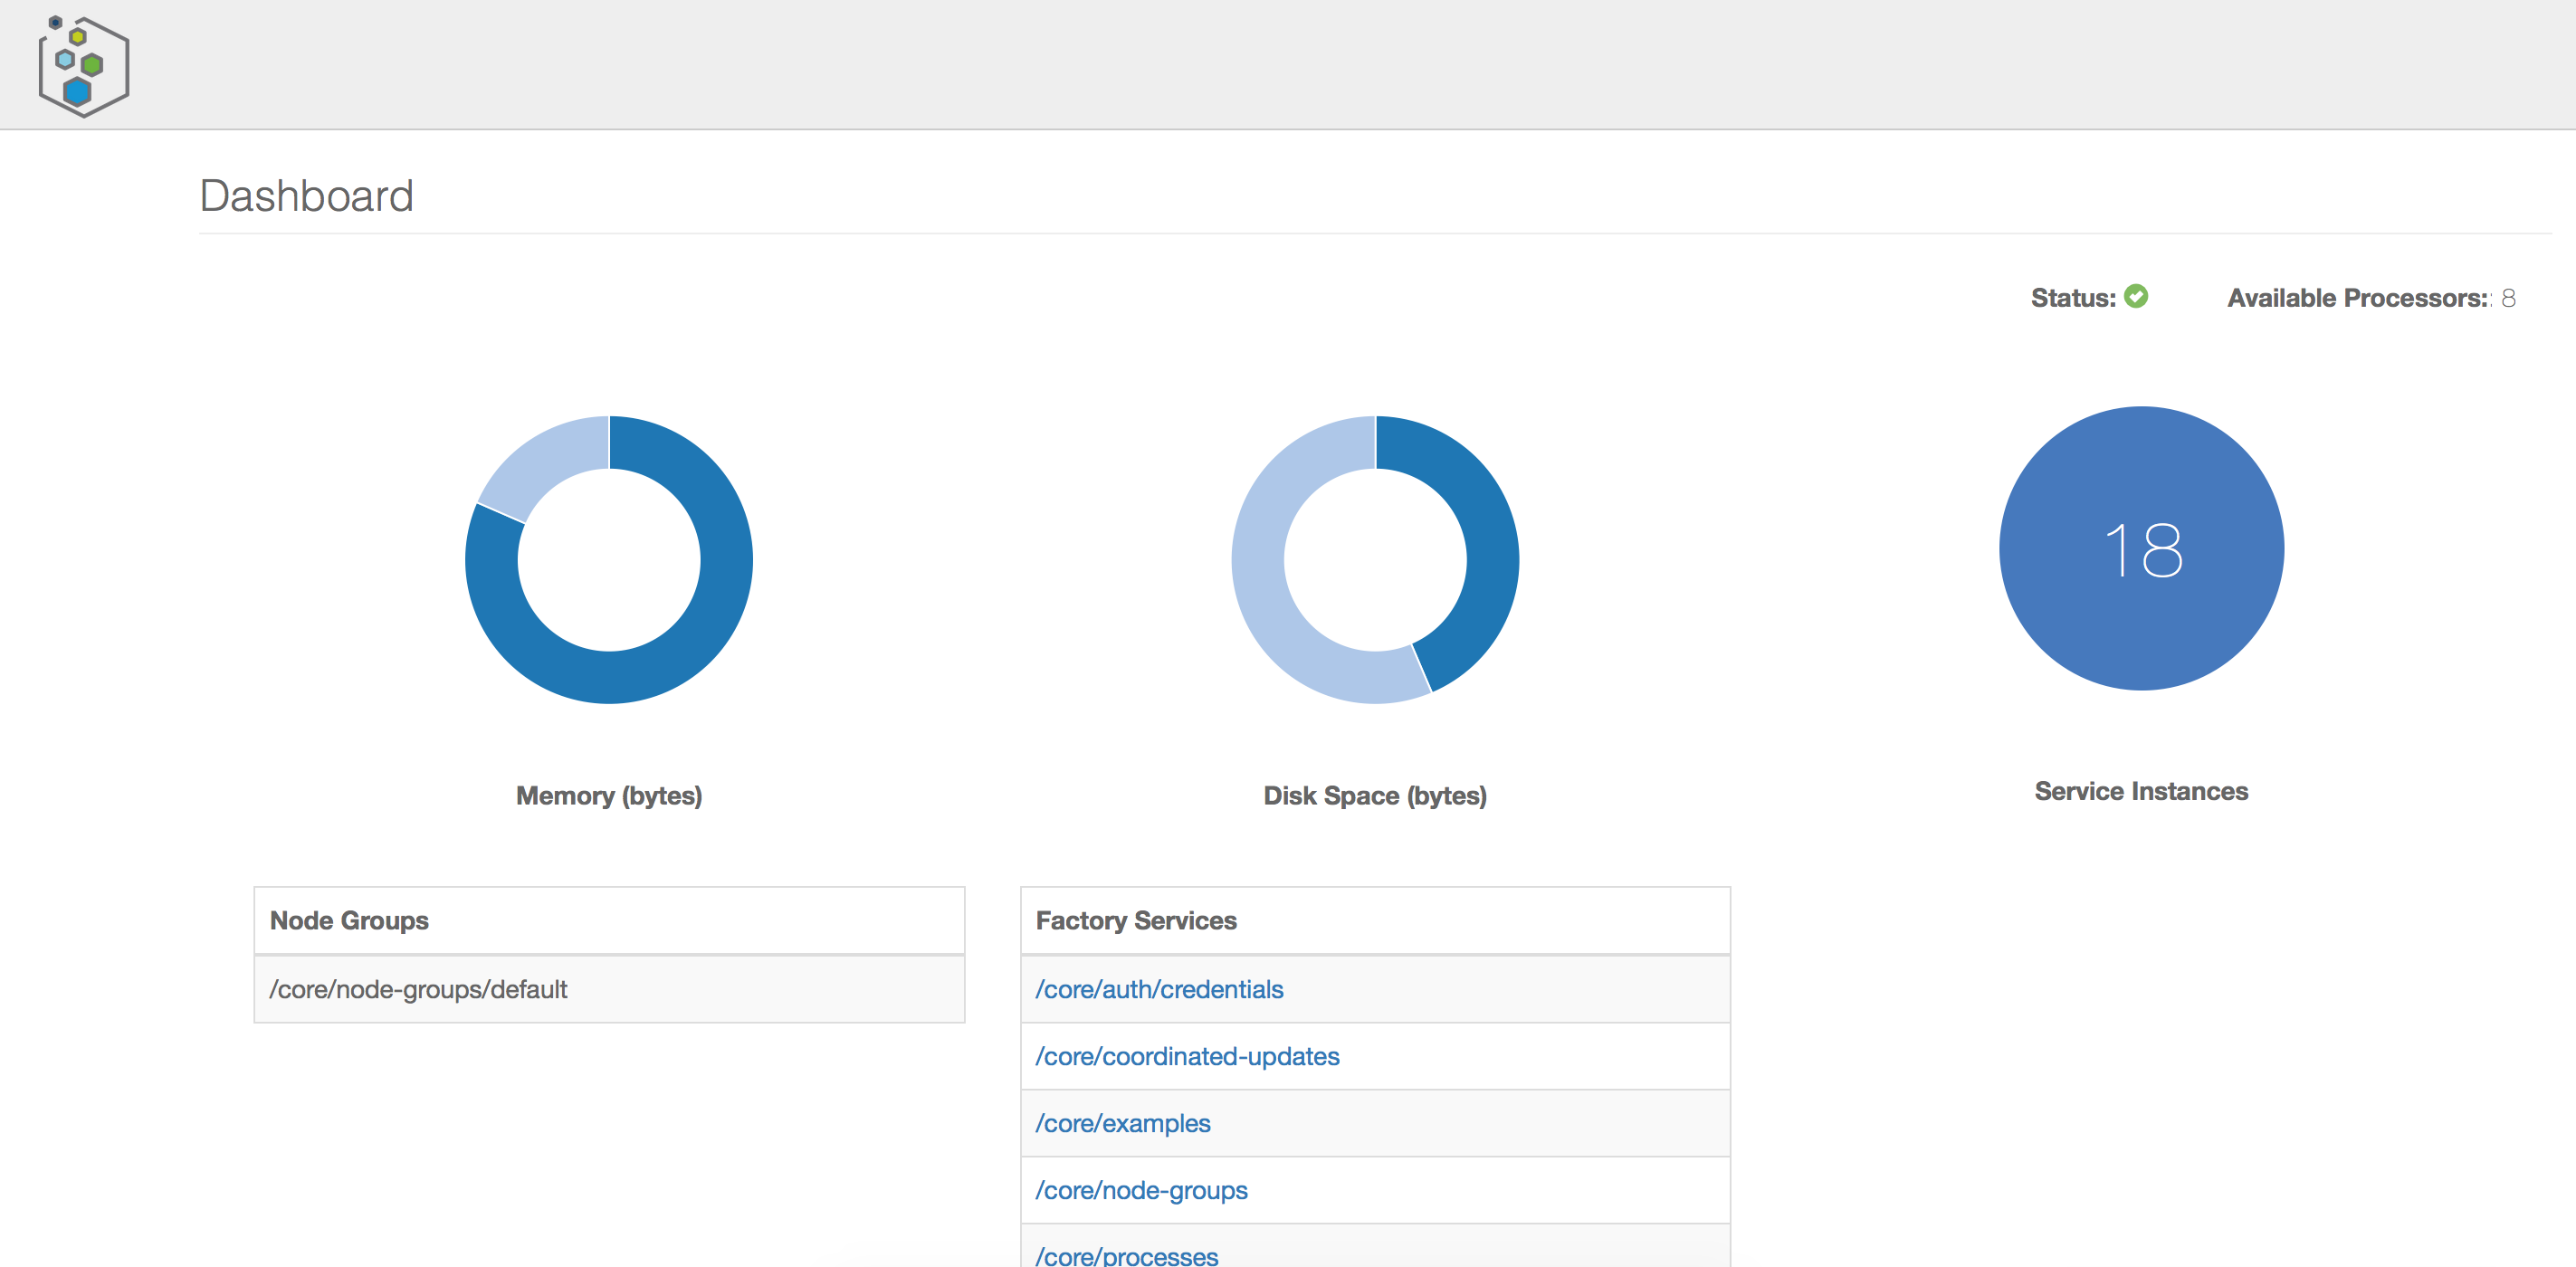 Dashboard
Status:
Available Processors:: 8
18
Memory (bytes)
Disk Space (bytes)
Service Instances
Node Groups
/core/node-groups/default
Factory Services
/core/auth/credentials
/core/coordinated-updates
/core/examples
/core/node-groups
/core/processes